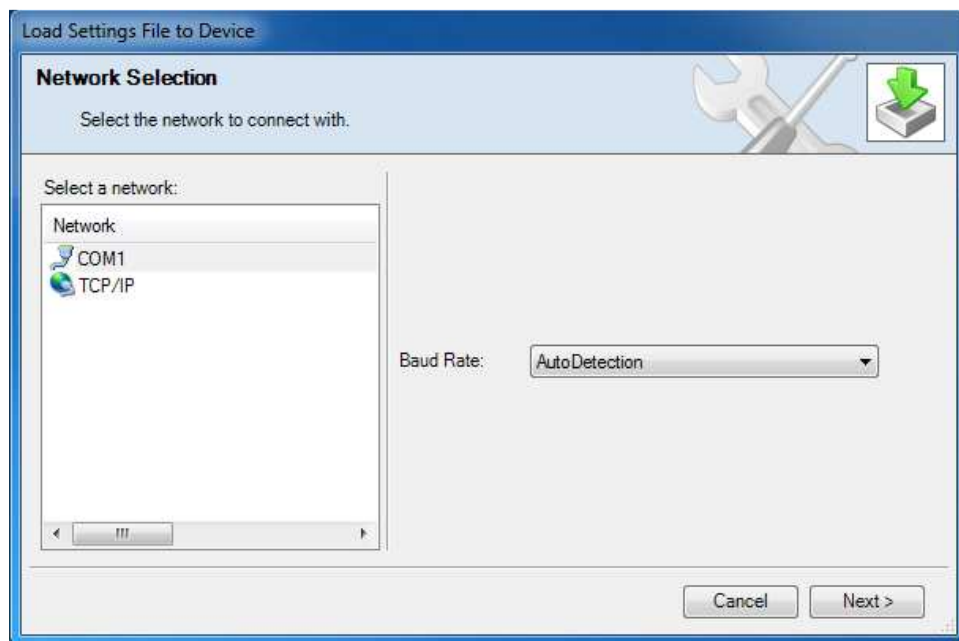 Load Settings File to Device
Network Selection
Select the network to connect with.
Select a network:
Network
COM1
TCP/IP
Baud Rate:
AutoDetection
Cancel
Next >